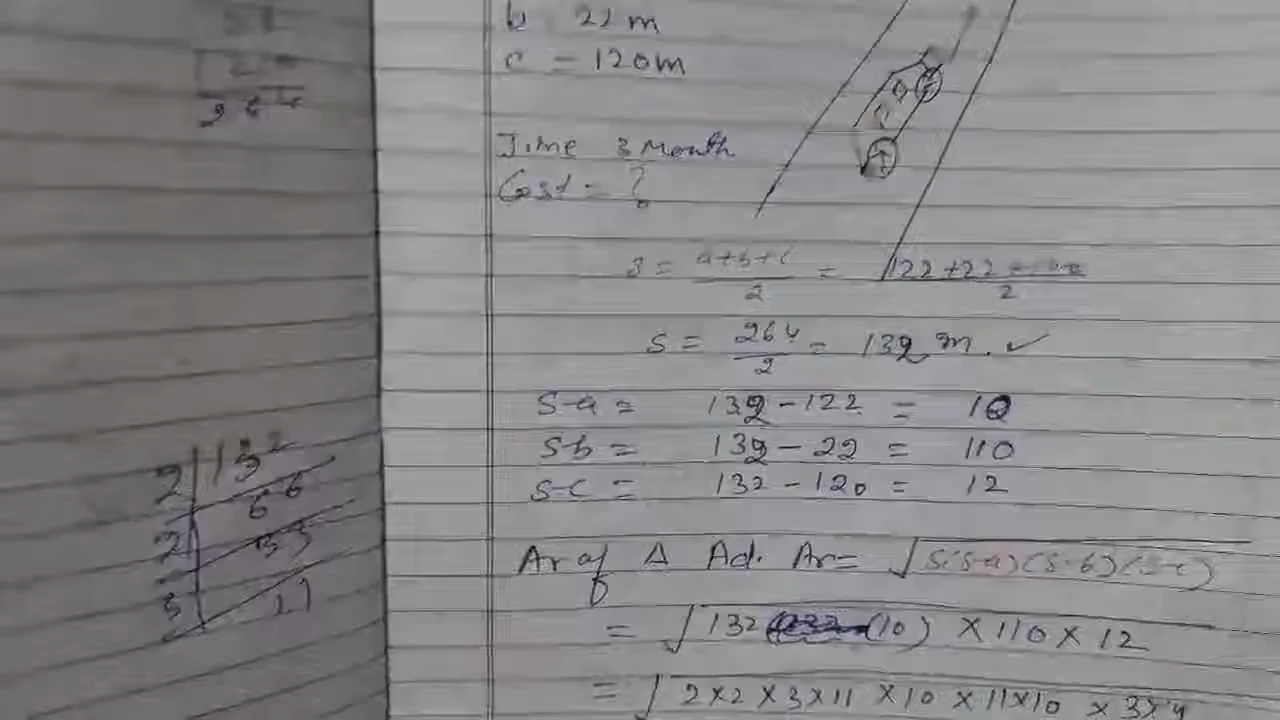 b 22 m
c = 120m
Time 3 Month
Cost = ?
S = a+b+c / 2 = 122 + 22 + / 2
S = 264 / 2 = 132 m. ✓
S-a = 132 - 122 = 10
Sb = 132 - 22 = 110
S-c = 132 - 120 = 12
Ar of Δ Ad. Ar = √S(S-a)(S-b)(S-c)
= √132 (10) × 110 × 12
= √2×2×3×11 ×10 ×11×10 × 3×4
2 132
2 66
3 33
11